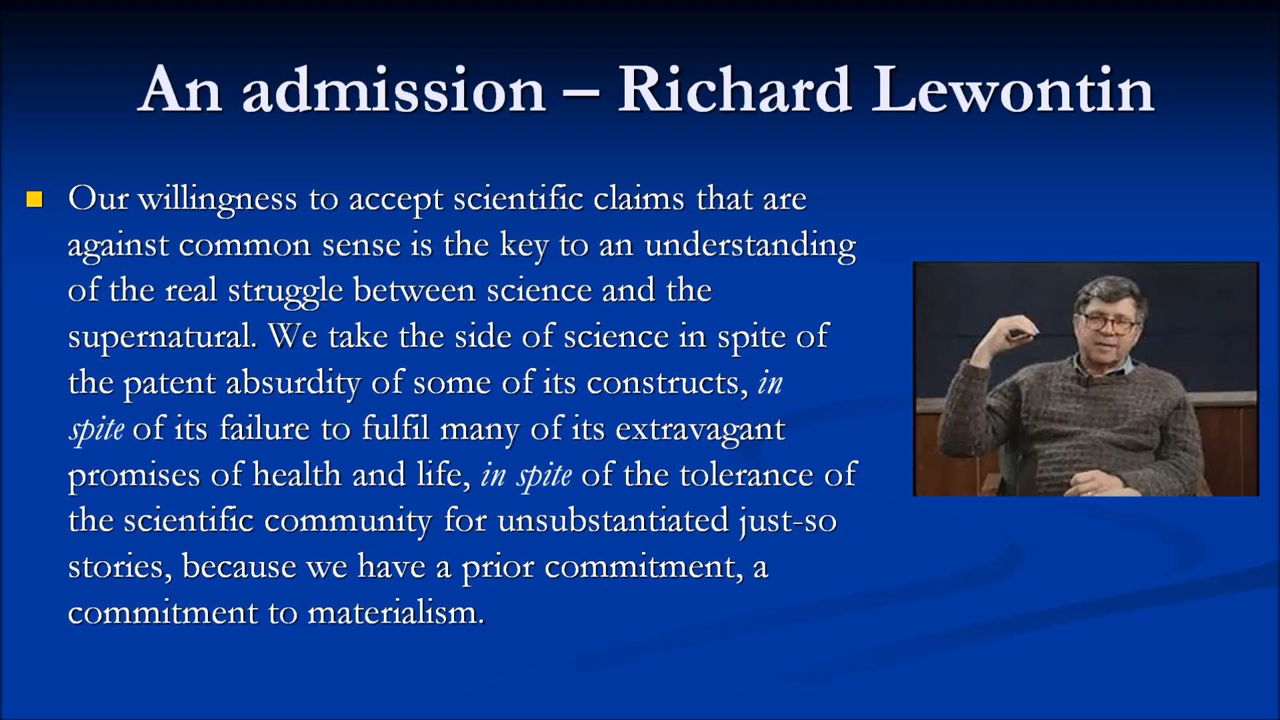 An admission – Richard Lewontin
Our willingness to accept scientific claims that are
against common sense is the key to an understanding
of the real struggle between science and the
supernatural. We take the side of science in spite of
the patent absurdity of some of its constructs, in
spite of its failure to fulfil many of its extravagant
promises of health and life, in spite of the tolerance of
the scientific community for unsubstantiated just-so
stories, because we have a prior commitment, a
commitment to materialism.